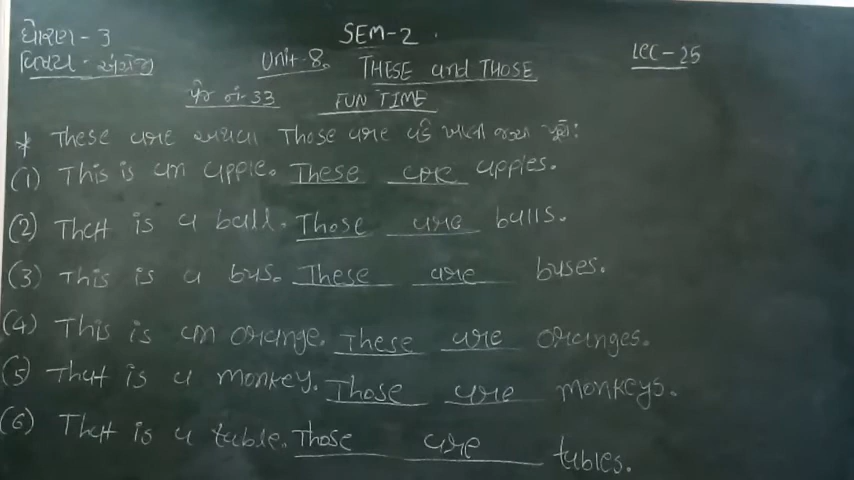 ધોરણ - 3
SEM-2.
વિષય - અંગ્રેજી
Unit-8.
THESE and THOSE
Lec-25
પેજ નં-33
FUN TIME
* These are અથવા Those are વડે ખાલી જગ્યા પૂરો:
(1) This is an apple. These are apples.
(2) That is a ball. Those are balls.
(3) This is a bus. These are buses.
(4) This is an orange. These are oranges.
(5) That is a monkey. Those are monkeys.
(6) That is a table. Those are tables.